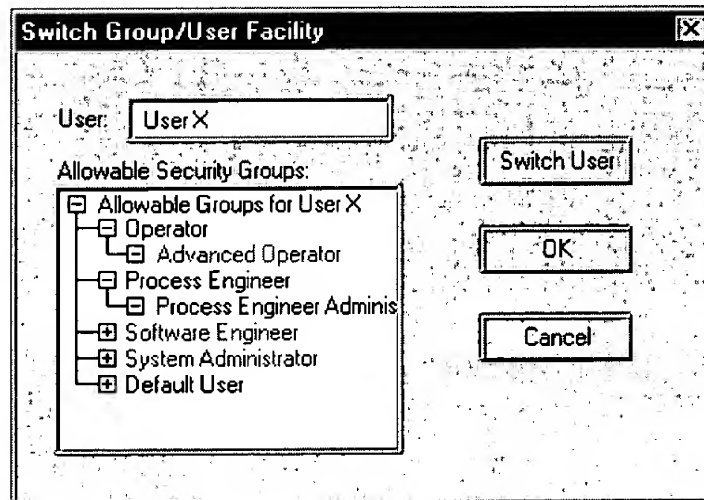 Switch Group/User Facility
User: User X
Allowable Security Groups:
Allowable Groups for User X
Operator
Advanced Operator
Process Engineer
Process Engineer Adminis
Software Engineer
System Administrator
Default User
Switch User
OK
Cancel